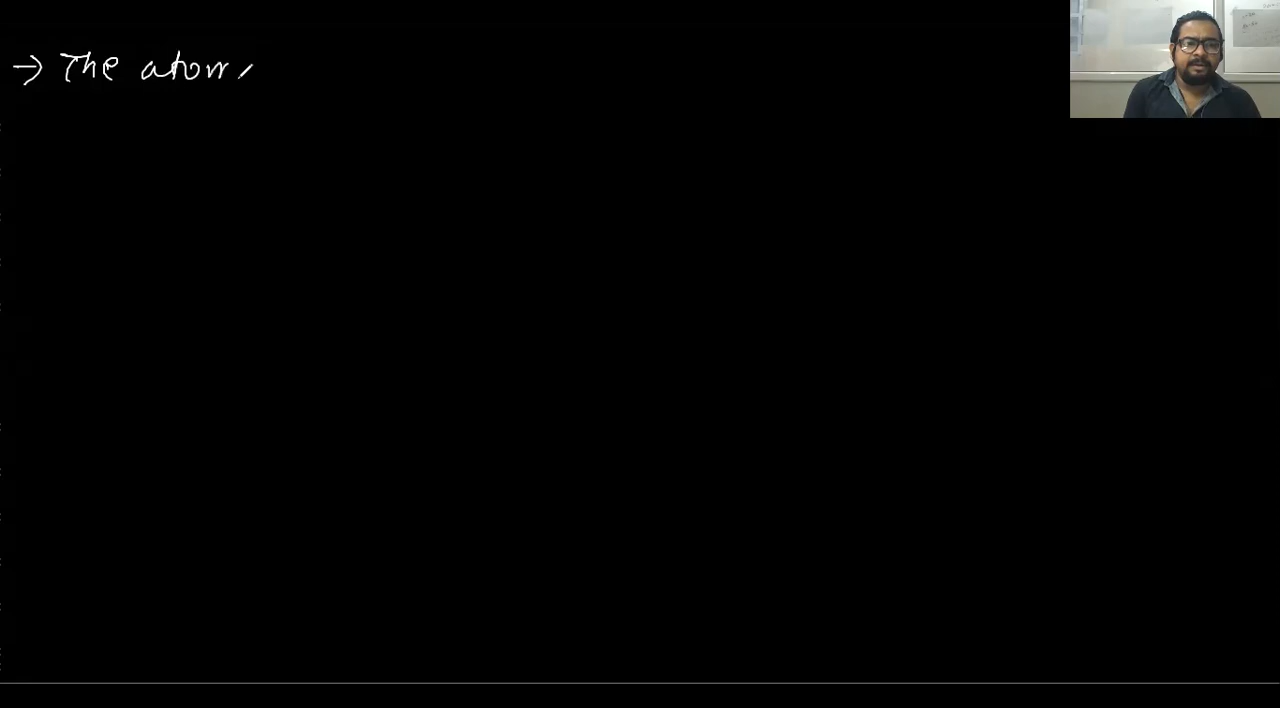 → The atom